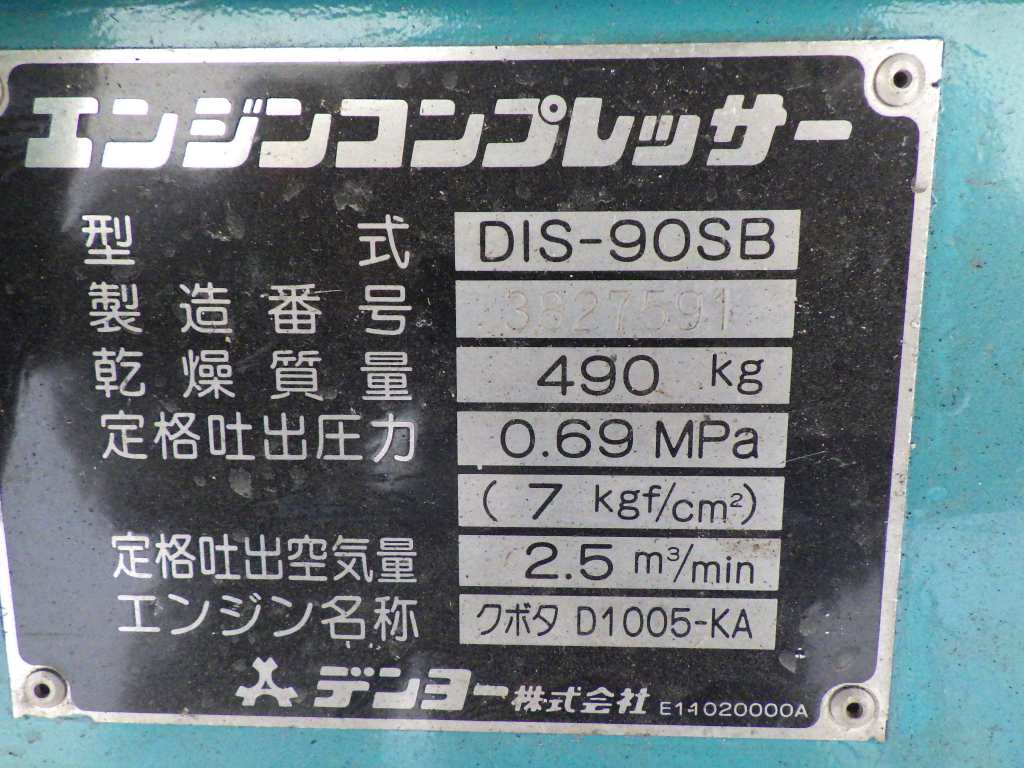 エンジンコンプレッサー
型式 DIS-90SB
製造番号 3827591
乾燥質量 490 kg
定格吐出圧力 0.69 MPa
(7 kgf/cm²)
定格吐出空気量 2.5 m³/min
エンジン名称 クボタ D1005-KA
デンヨー株式会社 E11020000A